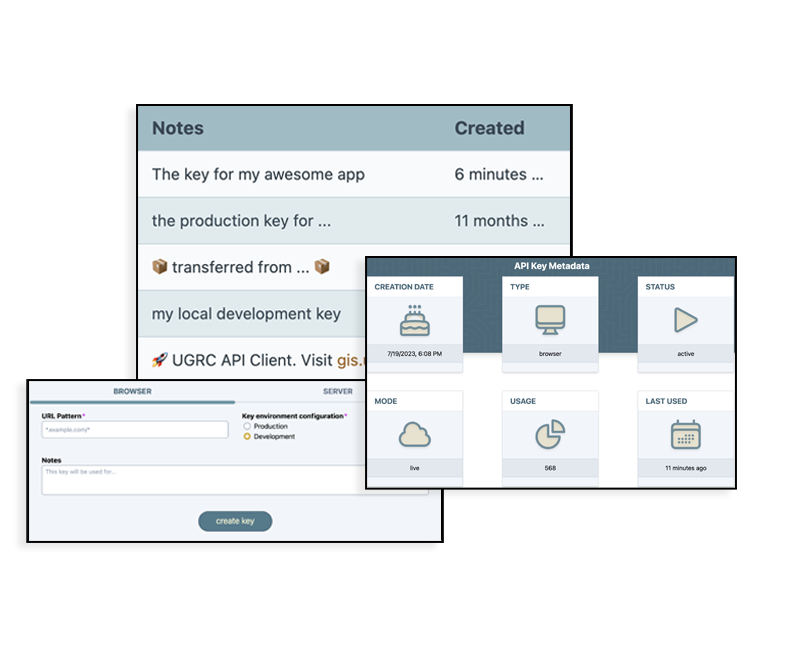 Notes Created
The key for my awesome app 6 minutes ...
the production key for ... 11 months ...
📦 transferred from ... 📦
my local development key
🚀 UGRC API Client. Visit gis.
API Key Metadata
CREATION DATE TYPE STATUS
7/19/2023, 6:08 PM browser active
MODE USAGE LAST USED
live 568 11 minutes ago
BROWSER SERVER
URL Pattern* Key environment configuration*
*.example.com/* Production
Development
Notes
This key will be used for...
create key